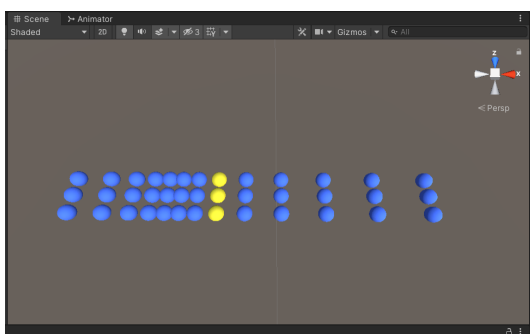 Scene Animator
Shaded 2D 3 Gizmos All
z
x
Persp